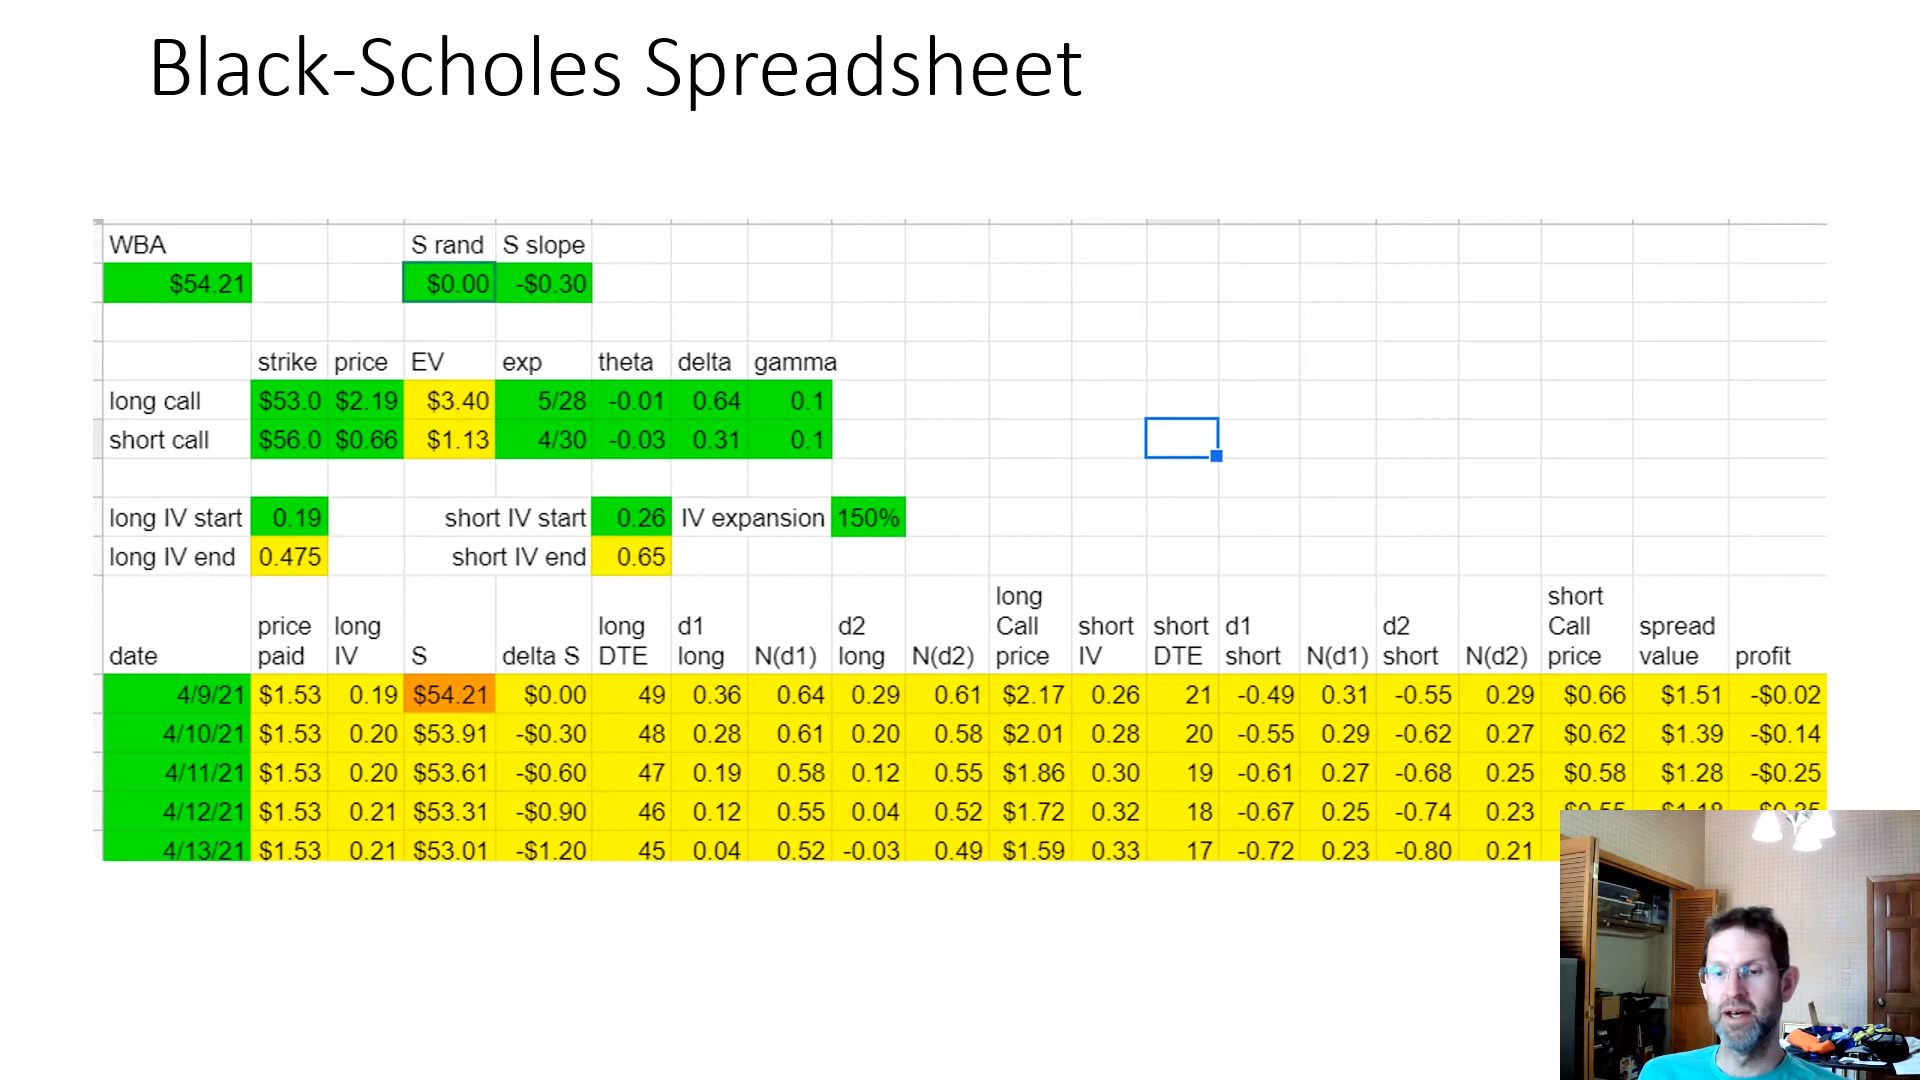 Black-Scholes Spreadsheet
WBA S rand S slope
$54.21 $0.00 -$0.30
strike price EV exp theta delta gamma
long call $53.0 $2.19 $3.40 5/28 -0.01 0.64 0.1
short call $56.0 $0.66 $1.13 4/30 -0.03 0.31 0.1
long IV start 0.19 short IV start 0.26 IV expansion 150%
long IV end 0.475 short IV end 0.65
date price paid long IV S delta S long DTE d1 long N(d1) d2 long N(d2) long Call price short IV short DTE d1 short N(d1) d2 short N(d2) short Call price spread value profit
4/9/21 $1.53 0.19 $54.21 $0.00 49 0.36 0.64 0.29 0.61 $2.17 0.26 21 -0.49 0.31 -0.55 0.29 $0.66 $1.51 -$0.02
4/10/21 $1.53 0.20 $53.91 -$0.30 48 0.28 0.61 0.20 0.58 $2.01 0.28 20 -0.55 0.29 -0.62 0.27 $0.62 $1.39 -$0.14
4/11/21 $1.53 0.20 $53.61 -$0.60 47 0.19 0.58 0.12 0.55 $1.86 0.30 19 -0.61 0.27 -0.68 0.25 $0.58 $1.28 -$0.25
4/12/21 $1.53 0.21 $53.31 -$0.90 46 0.12 0.55 0.04 0.52 $1.72 0.32 18 -0.67 0.25 -0.74 0.23
4/13/21 $1.53 0.21 $53.01 -$1.20 45 0.04 0.52 -0.03 0.49 $1.59 0.33 17 -0.72 0.23 -0.80 0.21